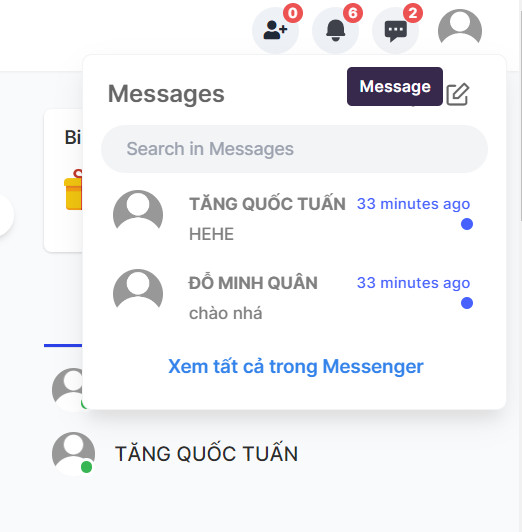 0
6
2
Messages
Message
Search in Messages
TĂNG QUỐC TUẤN 33 minutes ago
HEHE
ĐỖ MINH QUÂN 33 minutes ago
chào nhá
Xem tất cả trong Messenger
TĂNG QUỐC TUẤN